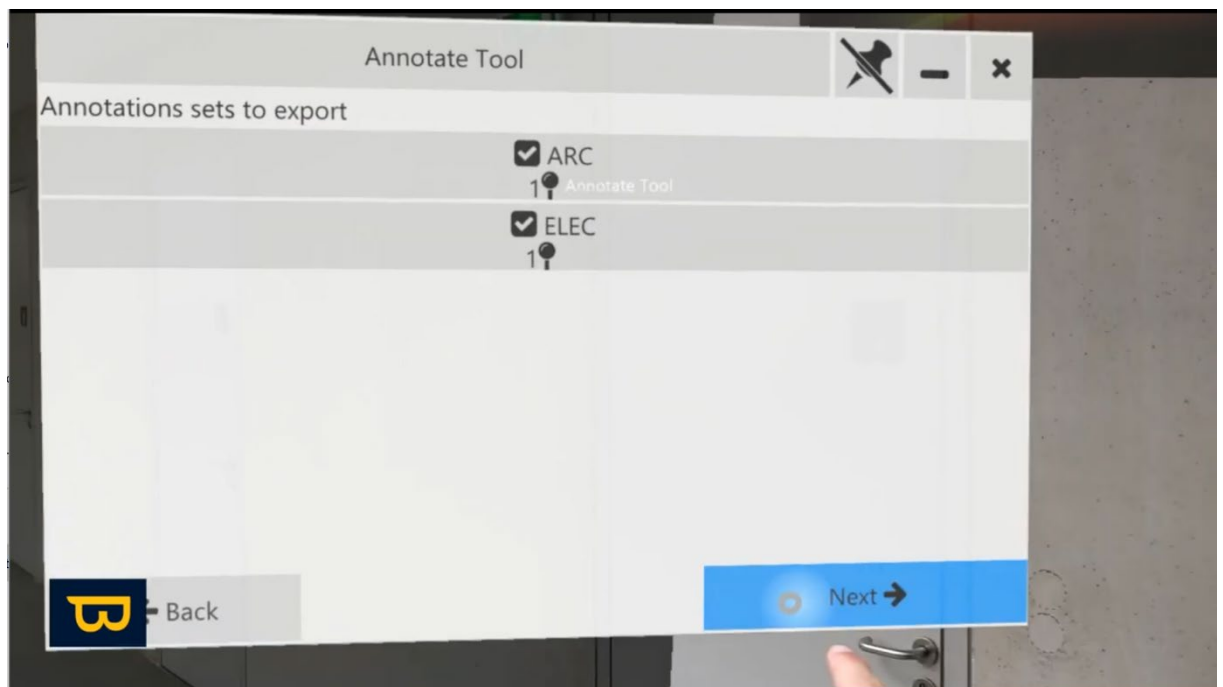 Annotate Tool
Annotations sets to export
ARC
1 Annotate Tool
ELEC
1
Back
Next